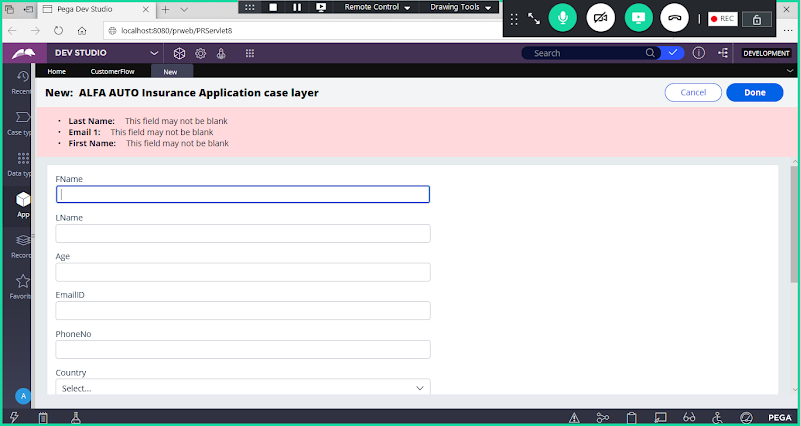 Pega Dev Studio
Remote Control
Drawing Tools
REC
localhost:8080/prweb/PRServlet8
DEV STUDIO
Search
DEVELOPMENT
Home
CustomerFlow
New
Recent
New: ALFA AUTO Insurance Application case layer
Cancel
Done
• Last Name: This field may not be blank
• Email 1: This field may not be blank
• First Name: This field may not be blank
Case typ
Data typ
App
Record
Favorite
FName
LName
Age
EmailID
PhoneNo
Country
Select...
A
PEGA